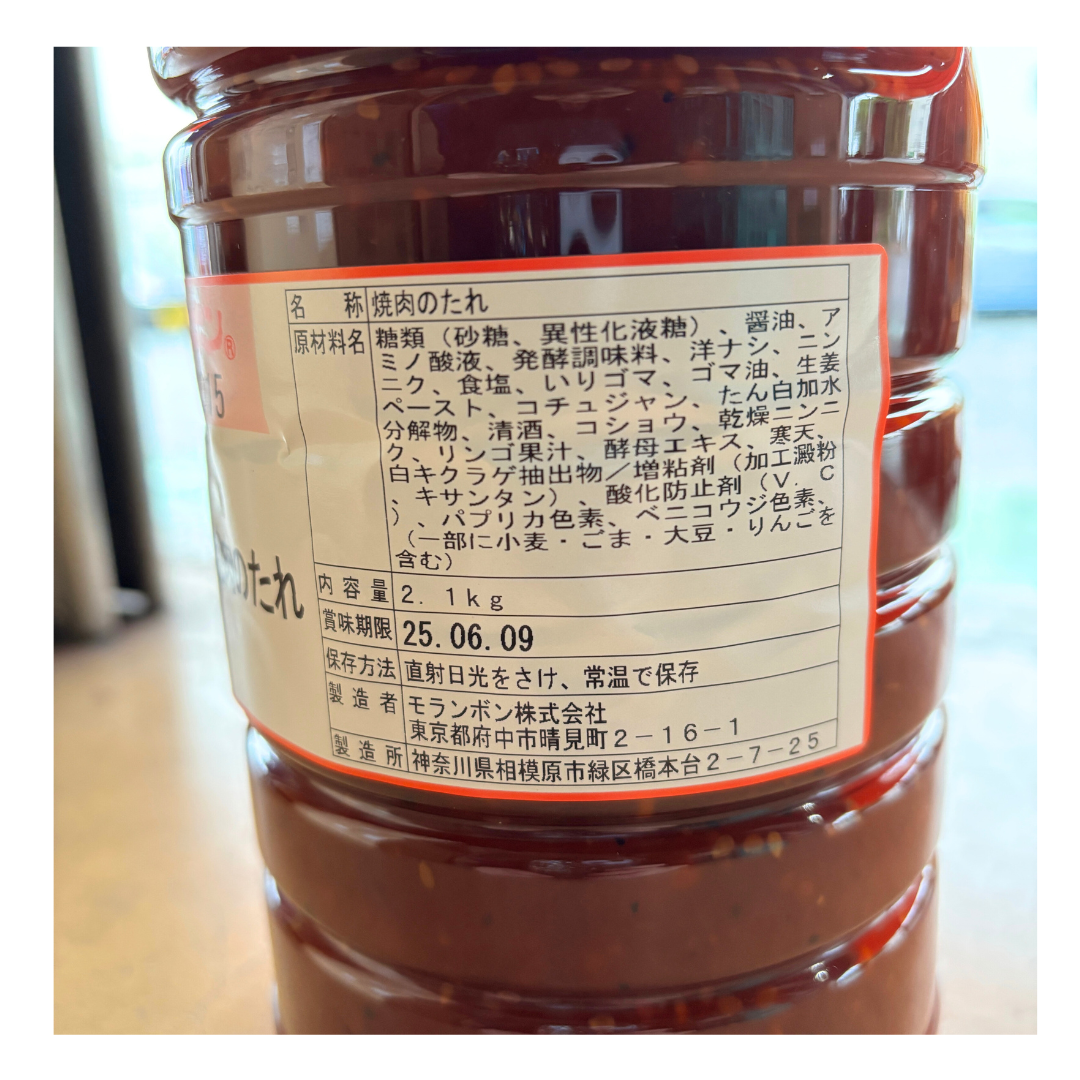 ®
5
のたれ
名 称 焼肉のたれ
原材料名 糖類(砂糖、異性化液糖)、醤油、ア
ミノ酸液、発酵調味料、洋ナシ、ニン
ニク、食塩、いりゴマ、ゴマ油、生姜
ペースト、コチュジャン、たん白加水
分解物、清酒、コショウ、乾燥ニンニ
ク、リンゴ果汁、酵母エキス、寒天、
白キクラゲ抽出物/増粘剤(加工澱粉
、キサンタン)、酸化防止剤(V.C
)、パプリカ色素、ベニコウジ色素、
(一部に小麦・ごま・大豆・りんごを
含む)
内容量 2.1kg
賞味期限 25.06.09
保存方法 直射日光をさけ、常温で保存
製造者 モランボン株式会社
東京都府中市晴見町2-16-1
製造所 神奈川県相模原市緑区橋本台2-7-25